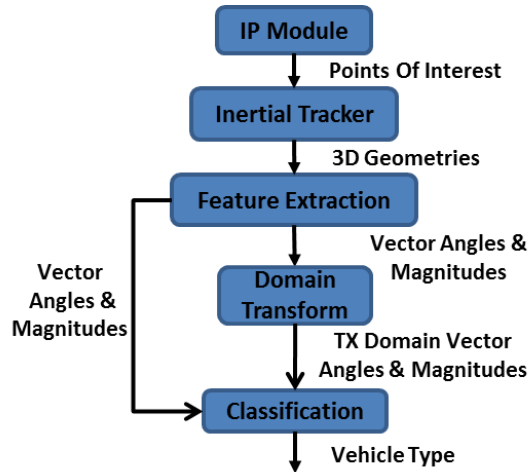 IP Module
Points Of Interest
Inertial Tracker
3D Geometries
Feature Extraction
Vector Angles &
Magnitudes
Vector
Angles &
Magnitudes
Domain
Transform
TX Domain Vector
Angles & Magnitudes
Classification
Vehicle Type